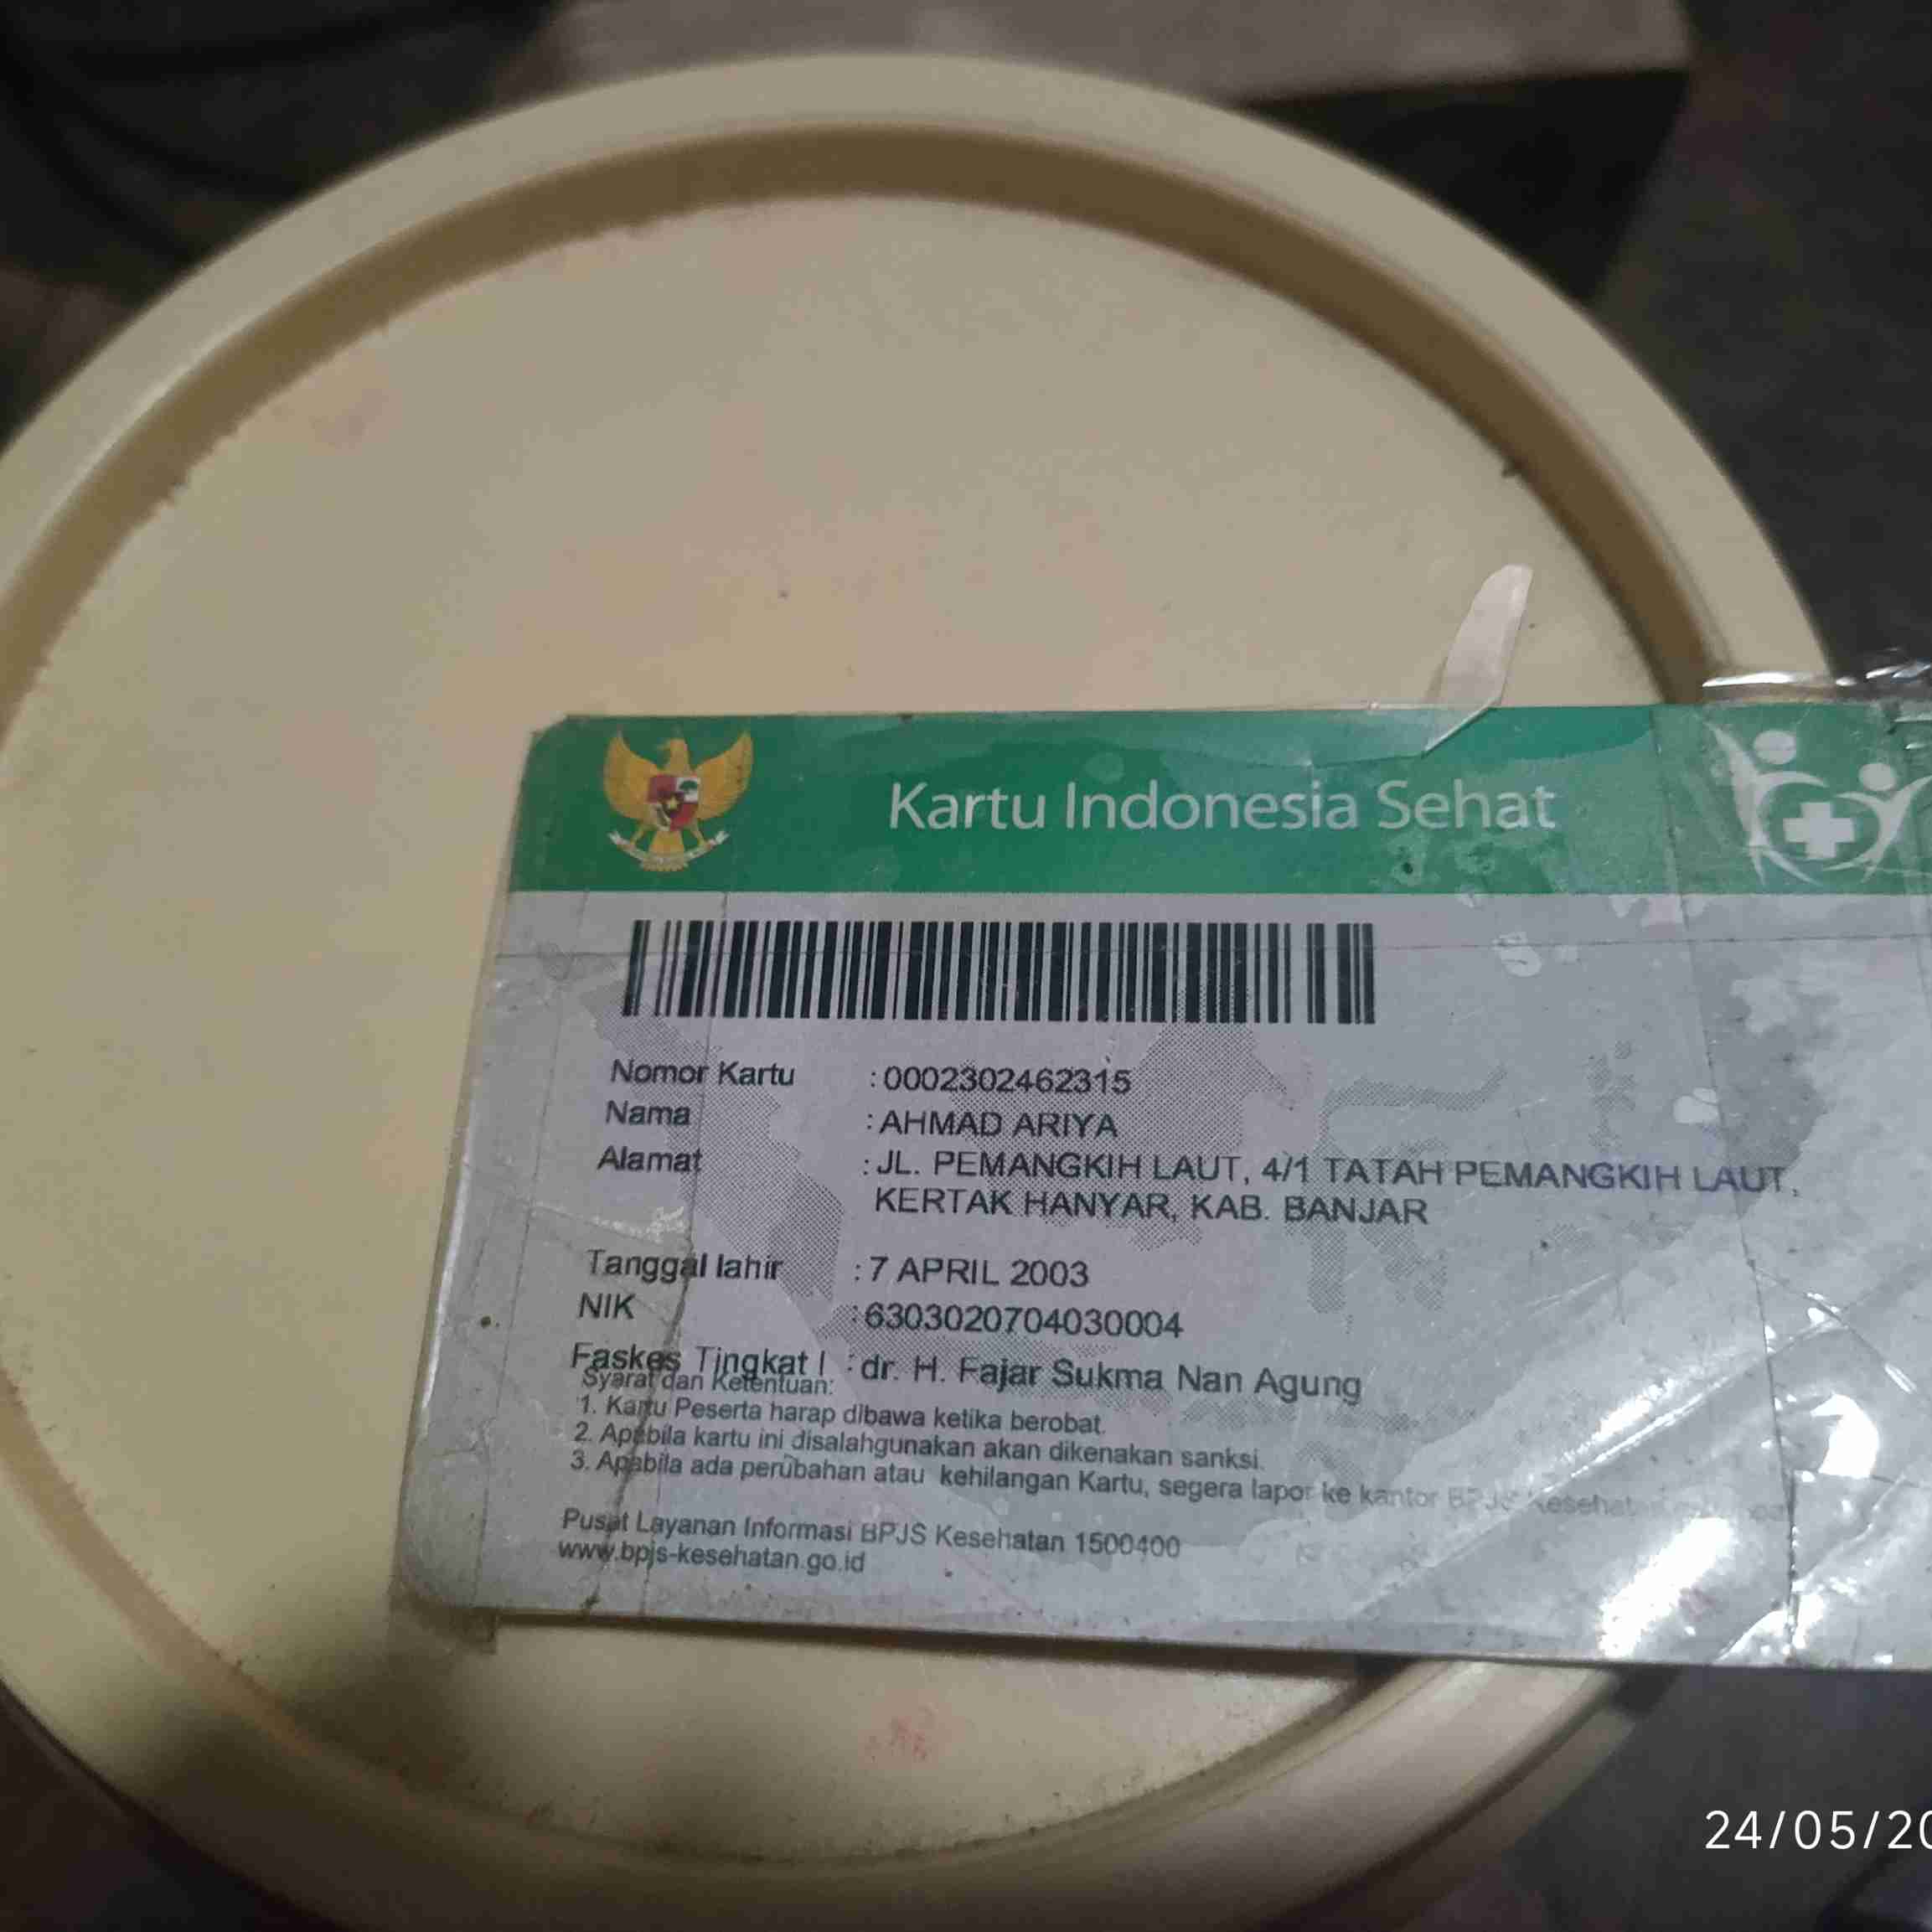 Kartu Indonesia Sehat
Nomor Kartu : 0002302462315
Nama : AHMAD ARIYA
Alamat : JL. PEMANGKIH LAUT, 4/1 TATAH PEMANGKIH LAUT,
KERTAK HANYAR, KAB. BANJAR
Tanggal lahir : 7 APRIL 2003
NIK : 6303020704030004
Faskes Tingkat I : dr. H. Fajar Sukma Nan Agung
Syarat dan Ketentuan:
1. Kartu Peserta harap dibawa ketika berobat.
2. Apabila kartu ini disalahgunakan akan dikenakan sanksi.
3. Apabila ada perubahan atau kehilangan Kartu, segera lapor ke kantor BPJS Kesehatan
Pusat Layanan Informasi BPJS Kesehatan 1500400
www.bpjs-kesehatan.go.id
24/05/20